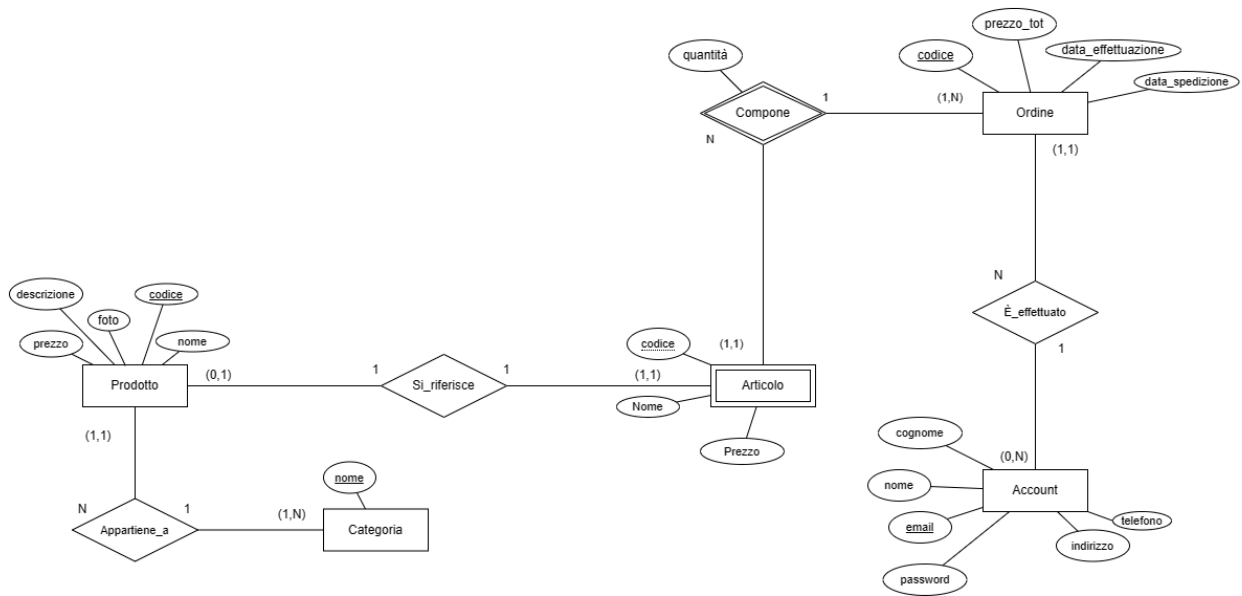 prezzo_tot
quantità
codice
data_effettuazione
data_spedizione
Compone
1
(1,N)
Ordine
N
(1,1)
descrizione
codice
foto
N
È_effettuato
prezzo
nome
codice
(1,1)
1
Prodotto
(0,1)
1
Si_riferisce
1
(1,1)
Articolo
Nome
(1,1)
cognome
Prezzo
(0,N)
nome
nome
Account
N
1
(1,N)
Appartiene_a
Categoria
email
telefono
indirizzo
password